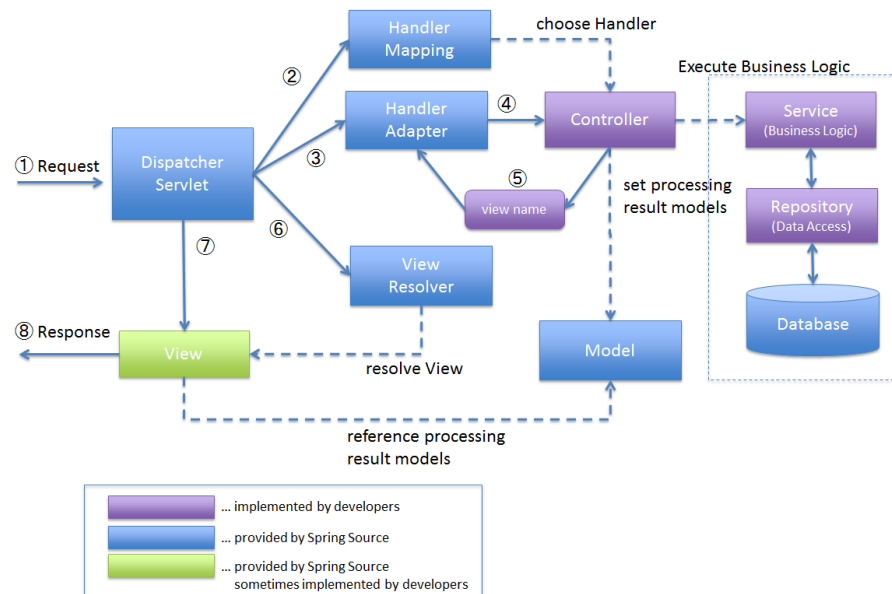 choose Handler
Handler
Mapping
②
Execute Business Logic
Handler
Adapter
④
Controller
Service
(Business Logic)
① Request
Dispatcher
Servlet
③
⑤
view name
set processing
result models
Repository
(Data Access)
⑥
⑦
View
Resolver
Database
⑧ Response
View
resolve View
Model
reference processing
result models
... implemented by developers
... provided by Spring Source
... provided by Spring Source
sometimes implemented by developers